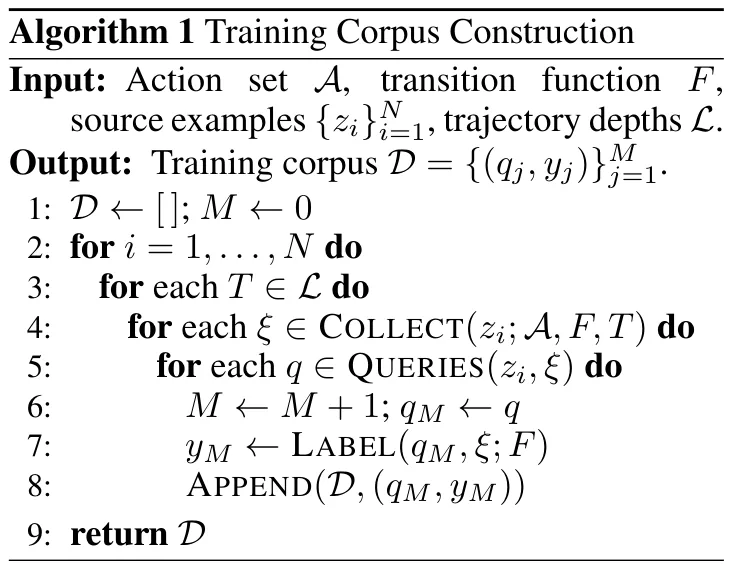 Algorithm 1 Training Corpus Construction
Input: Action set 𝒜, transition function F,
source examples {z_i}_{i=1}^N, trajectory depths ℒ.
Output: Training corpus 𝒟 = {(q_j, y_j)}_{j=1}^M.
1: 𝒟 ← [ ]; M ← 0
2: for i = 1, . . . , N do
3: for each T ∈ ℒ do
4: for each ξ ∈ COLLECT(z_i; 𝒜, F, T) do
5: for each q ∈ QUERIES(z_i, ξ) do
6: M ← M + 1; q_M ← q
7: y_M ← LABEL(q_M, ξ; F)
8: APPEND(𝒟, (q_M, y_M))
9: return 𝒟